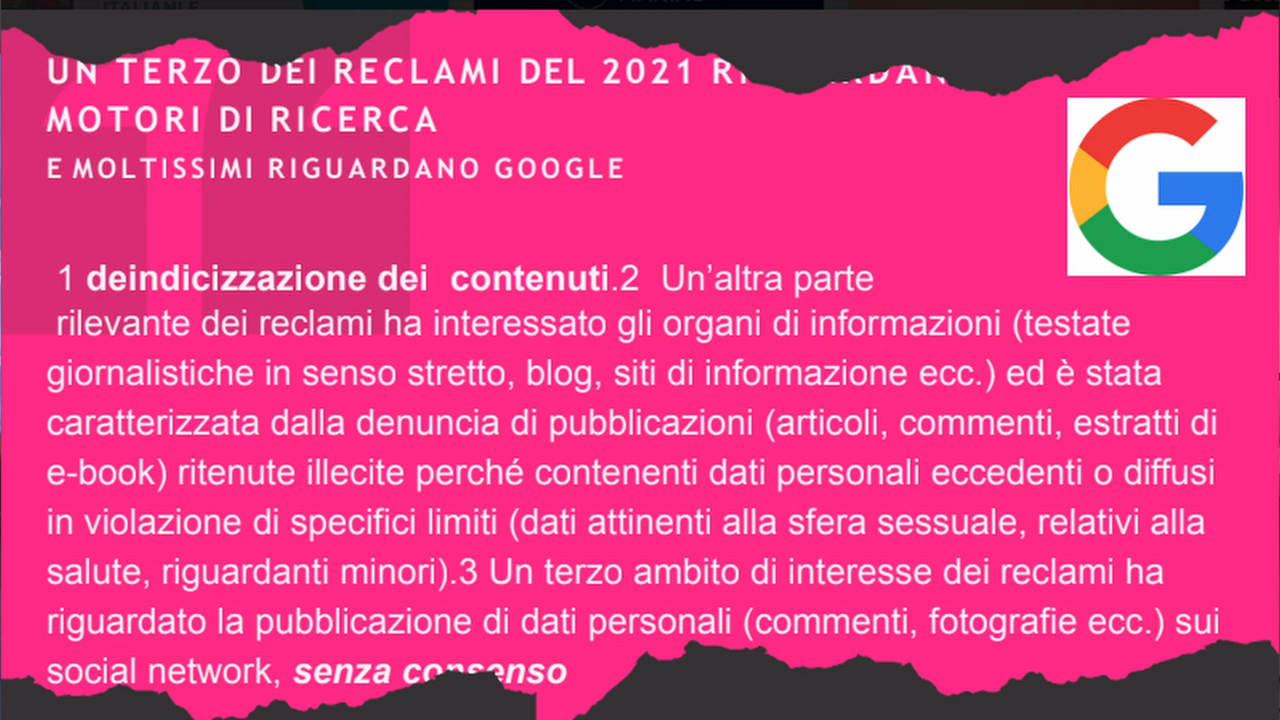 ITALIANI E
UN TERZO DEI RECLAMI DEL 2021
MOTORI DI RICERCA
E MOLTISSIMI RIGUARDANO GOOGLE
1 deindicizzazione dei contenuti.2 Un’altra parte
rilevante dei reclami ha interessato gli organi di informazioni (testate
giornalistiche in senso stretto, blog, siti di informazione ecc.) ed è stata
caratterizzata dalla denuncia di pubblicazioni (articoli, commenti, estratti di
e-book) ritenute illecite perché contenenti dati personali eccedenti o diffusi
in violazione di specifici limiti (dati attinenti alla sfera sessuale, relativi alla
salute, riguardanti minori).3 Un terzo ambito di interesse dei reclami ha
riguardato la pubblicazione di dati personali (commenti, fotografie ecc.) sui
social network, senza consenso